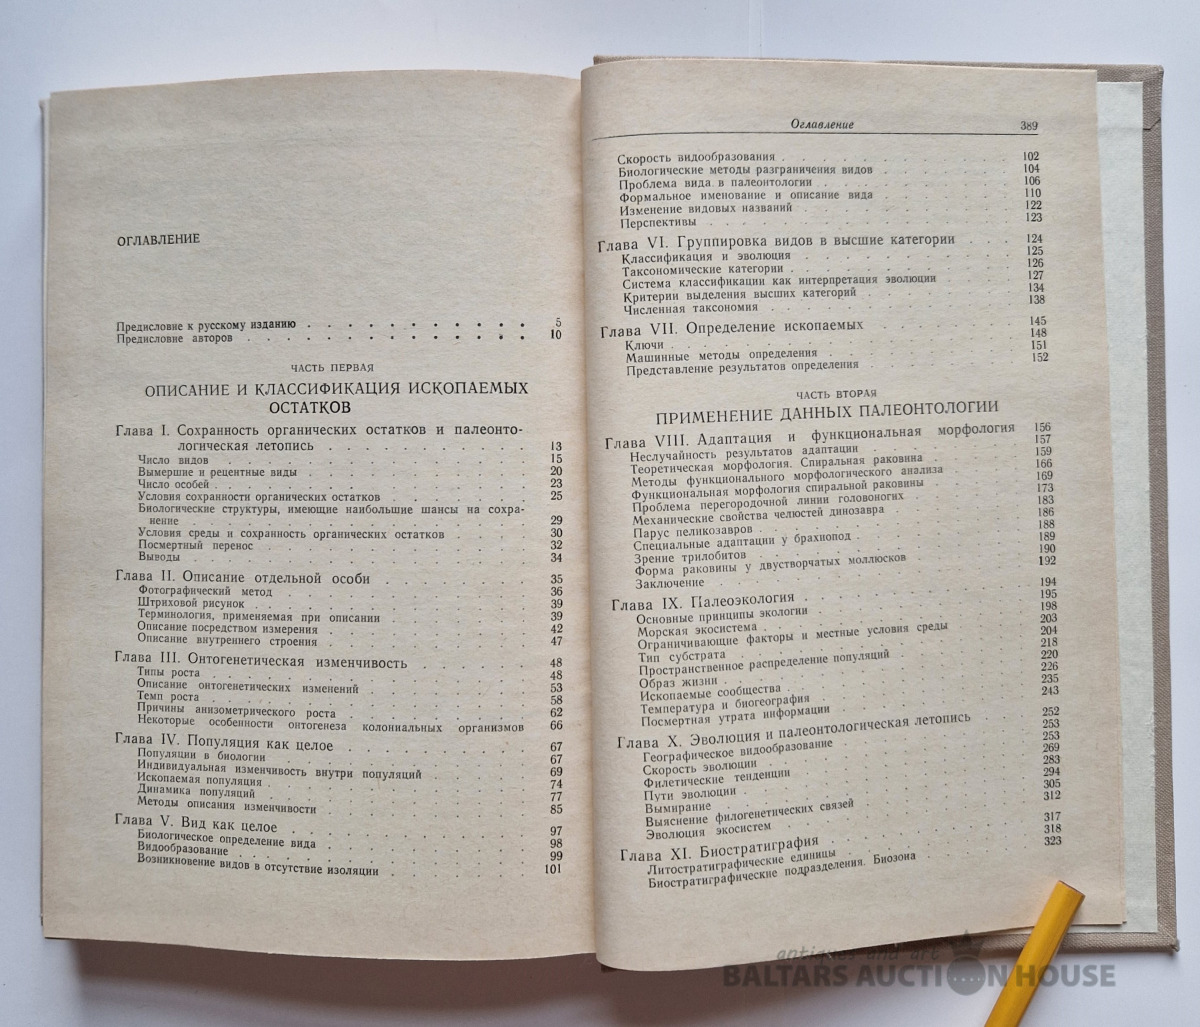 ОГЛАВЛЕНИЕ
Предисловие к русскому изданию . . . . . . . . . . 5
Предисловие авторов . . . . . . . . . . . . 10
ЧАСТЬ ПЕРВАЯ
ОПИСАНИЕ И КЛАССИФИКАЦИЯ ИСКОПАЕМЫХ
ОСТАТКОВ
Глава I. Сохранность органических остатков и палеонто-
логическая летопись . . . . . . . . 13
Число видов . . . . . . . . . . 15
Вымершие и рецентные виды . . . . . . . . 20
Число особей . . . . . . . . . . 23
Условия сохранности органических остатков . . . . . . 25
Биологические структуры, имеющие наибольшие шансы на сохра-
нение . . . . . . . . . . 29
Условия среды и сохранность органических остатков . . . . 30
Посмертный перенос . . . . . . . . . . 32
Выводы . . . . . . . . . . 34
Глава II. Описание отдельной особи . . . . . . 35
Фотографический метод . . . . . . . . 36
Штриховой рисунок . . . . . . . . 39
Терминология, применяемая при описании . . . . . . 39
Описание посредством измерения . . . . . . . . 42
Описание внутреннего строения . . . . . . . . 47
Глава III. Онтогенетическая изменчивость . . . . . 48
Типы роста . . . . . . . . . . 48
Описание онтогенетических изменений . . . . . . 53
Темп роста . . . . . . . . . . 58
Причины анизометрического роста . . . . . . . . 62
Некоторые особенности онтогенеза колониальных организмов 66
Глава IV. Популяция как целое . . . . . . . 67
Популяции в биологии . . . . . . . . 67
Индивидуальная изменчивость внутри популяций . . . . 69
Ископаемая популяция . . . . . . . . 74
Динамика популяций . . . . . . . . 77
Методы описания изменчивости . . . . . . . . 85
Глава V. Вид как целое . . . . . . . . 97
Биологическое определение вида . . . . . . . . 98
Видообразование . . . . . . . . . . 99
Возникновение видов в отсутствие изоляции . . . . . . 101
Оглавление 389
Скорость видообразования . . . . . . . . 102
Биологические методы разграничения видов . . . . . . 104
Проблема вида в палеонтологии . . . . . . . . 106
Формальное именование и описание вида . . . . . . 110
Изменение видовых названий . . . . . . . . 122
Перспективы . . . . . . . . . . 123
Глава VI. Группировка видов в высшие категории . . . 124
Классификация и эволюция . . . . . . . . 125
Таксономические категории . . . . . . . . 126
Система классификации как интерпретация эволюции . . . 127
Критерии выделения высших категорий . . . . . . 134
Численная таксономия . . . . . . . . 138
Глава VII. Определение ископаемых . . . . . 145
Ключи . . . . . . . . . . 148
Машинные методы определения . . . . . . . . 151
Представление результатов определения . . . . . . 152
ЧАСТЬ ВТОРАЯ
ПРИМЕНЕНИЕ ДАННЫХ ПАЛЕОНТОЛОГИИ
Глава VIII. Адаптация и функциональная морфология 156
Неслучайность результатов адаптации . . . . . . 157
Теоретическая морфология. Спиральная раковина . . . . 159
Методы функционального морфологического анализа . . . 166
Функциональная морфология спиральной раковины . . . . 169
Проблема перегородочной линии головоногих . . . . . 173
Механические свойства челюстей динозавра . . . . . 183
Парус пеликозавров . . . . . . . . 186
Специальные адаптации у брахиопод . . . . . . 188
Зрение трилобитов . . . . . . . . 189
Форма раковины у двустворчатых моллюсков . . . . . 190
Заключение . . . . . . . . . . 192
Глава IX. Палеоэкология . . . . . . . 194
Основные принципы экологии . . . . . . . . 195
Морская экосистема . . . . . . . . 198
Ограничивающие факторы и местные условия среды . . . 203
Тип субстрата . . . . . . . . 204
Пространственное распределение популяций . . . . . 218
Образ жизни . . . . . . . . 220
Ископаемые сообщества . . . . . . . . 226
Температура и биогеография . . . . . . . . 235
Посмертная утрата информации . . . . . . . . 243
Глава X. Эволюция и палеонтологическая летопись . . 252
Географическое видообразование . . . . . . 253
Скорость эволюции . . . . . . . . 253
Филетические тенденции . . . . . . . . 269
Пути эволюции . . . . . . . . 283
Вымирание . . . . . . . . 294
Выяснение филогенетических связей . . . . . . 305
Эволюция экосистем . . . . . . . . 312
Глава XI. Биостратиграфия . . . . . . 317
Литостратиграфические единицы . . . . . . 318
Биостратиграфические подразделения. Биозона . . . . 323
antiques and art
BALTARS AUCTION HOUSE